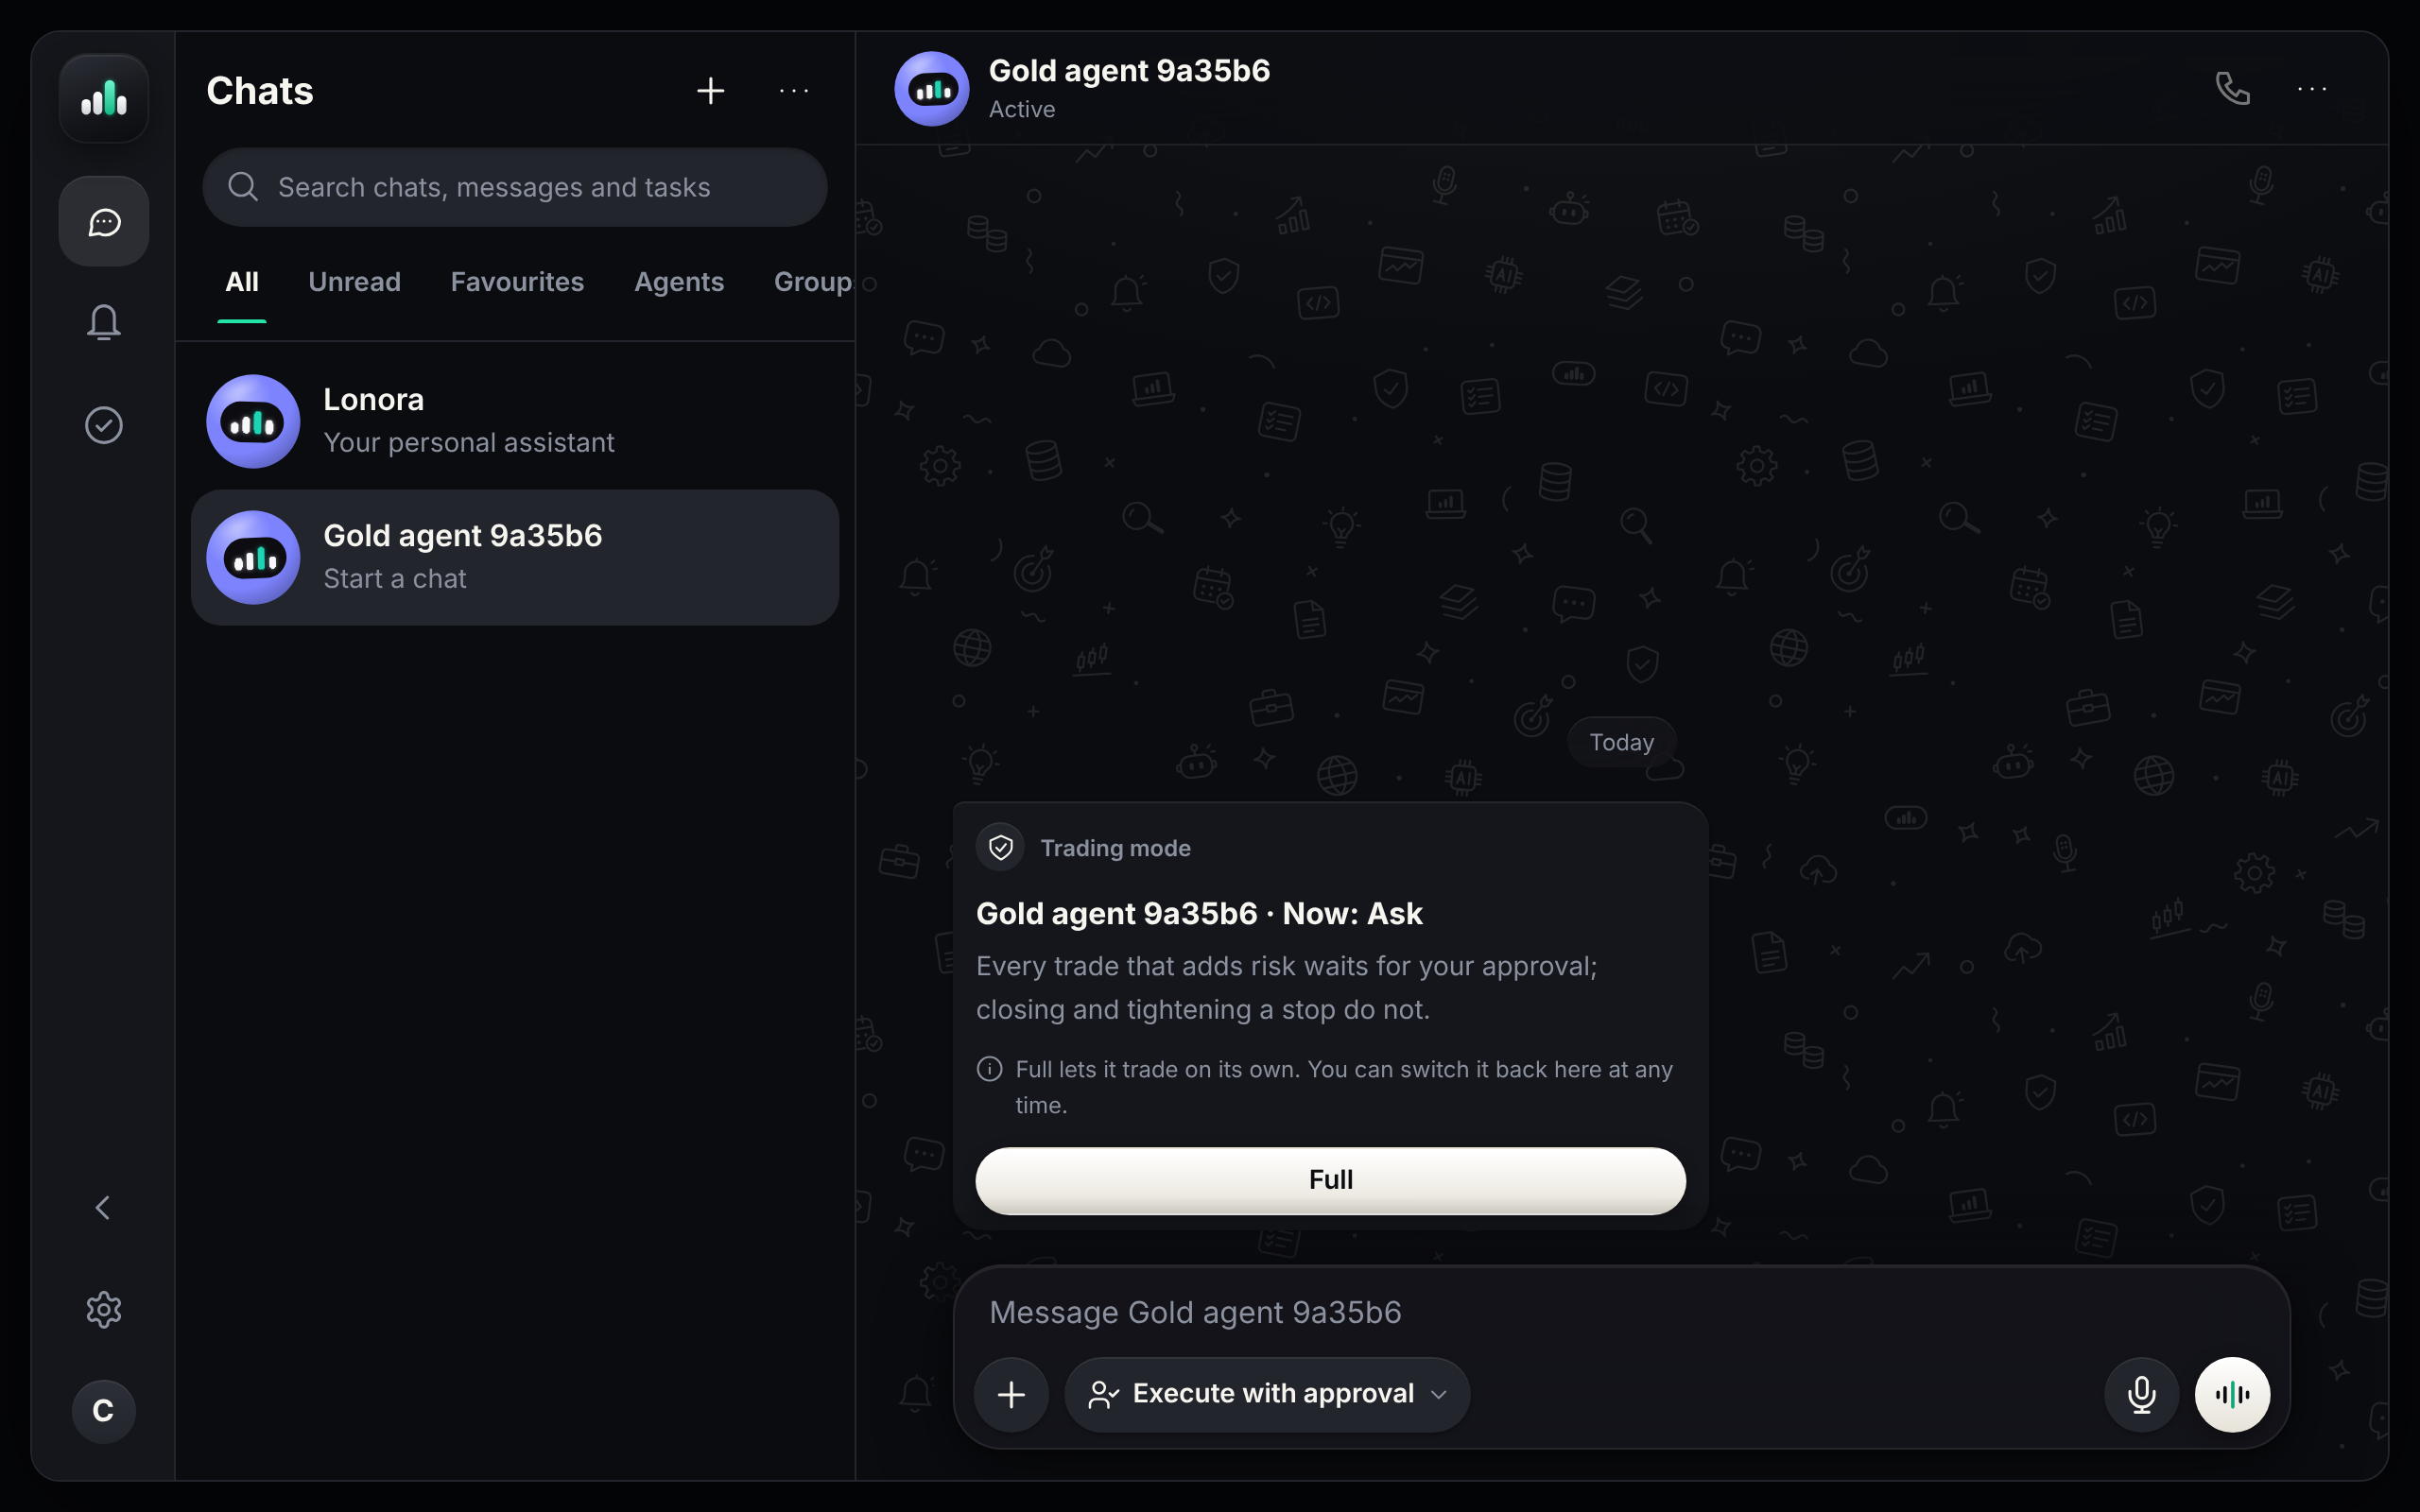 Chats
Search chats, messages and tasks
All Unread Favourites Agents Group
Lonora
Your personal assistant
Gold agent 9a35b6
Start a chat
C
Gold agent 9a35b6
Active
Today
Trading mode
Gold agent 9a35b6 · Now: Ask
Every trade that adds risk waits for your approval;
closing and tightening a stop do not.
Full lets it trade on its own. You can switch it back here at any
time.
Full
Message Gold agent 9a35b6
Execute with approval